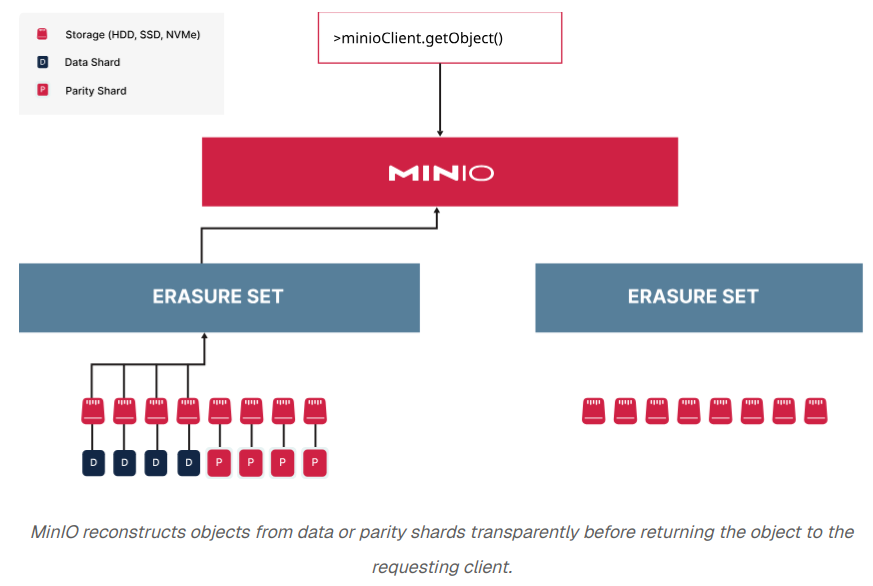 Storage (HDD, SSD, NVMe)
D Data Shard
P Parity Shard
>minioClient.getObject()
MINIO
ERASURE SET
ERASURE SET
D D D D P P P P
MinIO reconstructs objects from data or parity shards transparently before returning the object to the
requesting client.